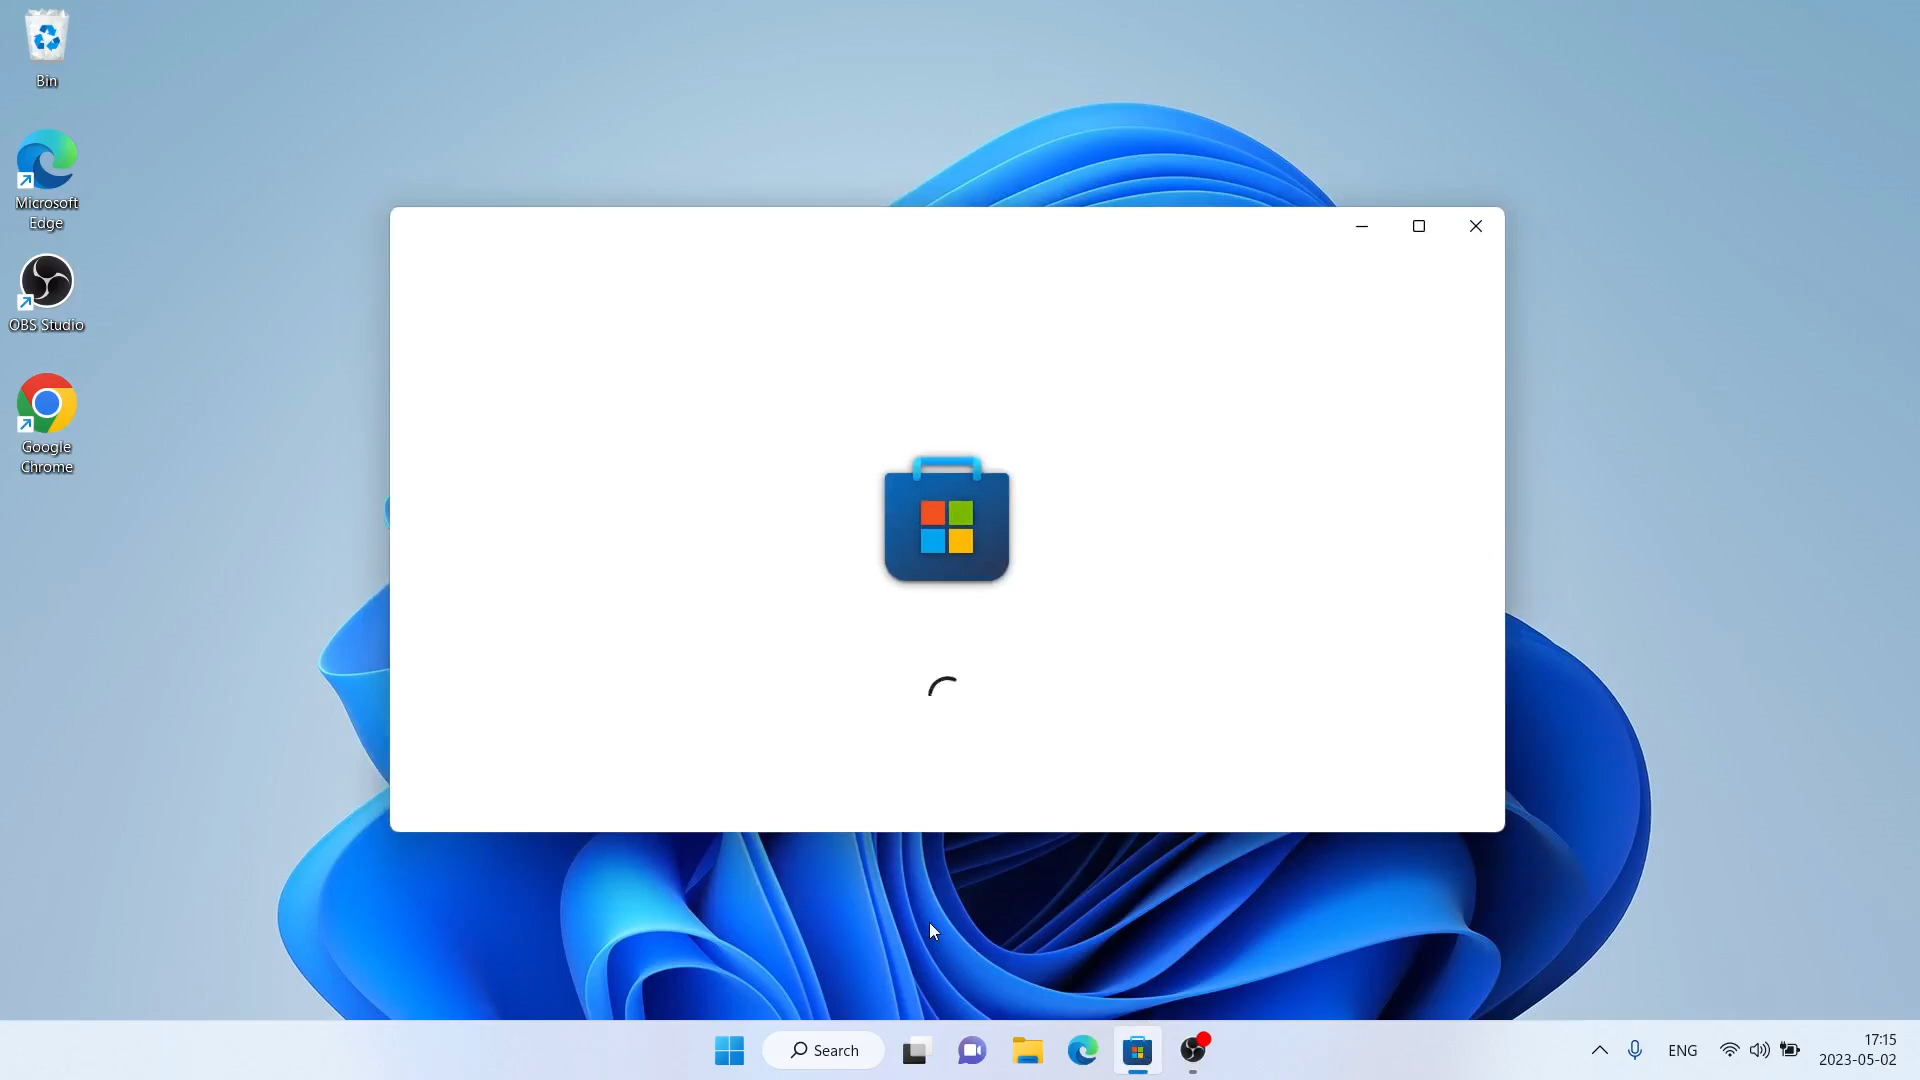 Bin
Microsoft
Edge
OBS Studio
Google
Chrome
Search
ENG
17:15
2023-05-02